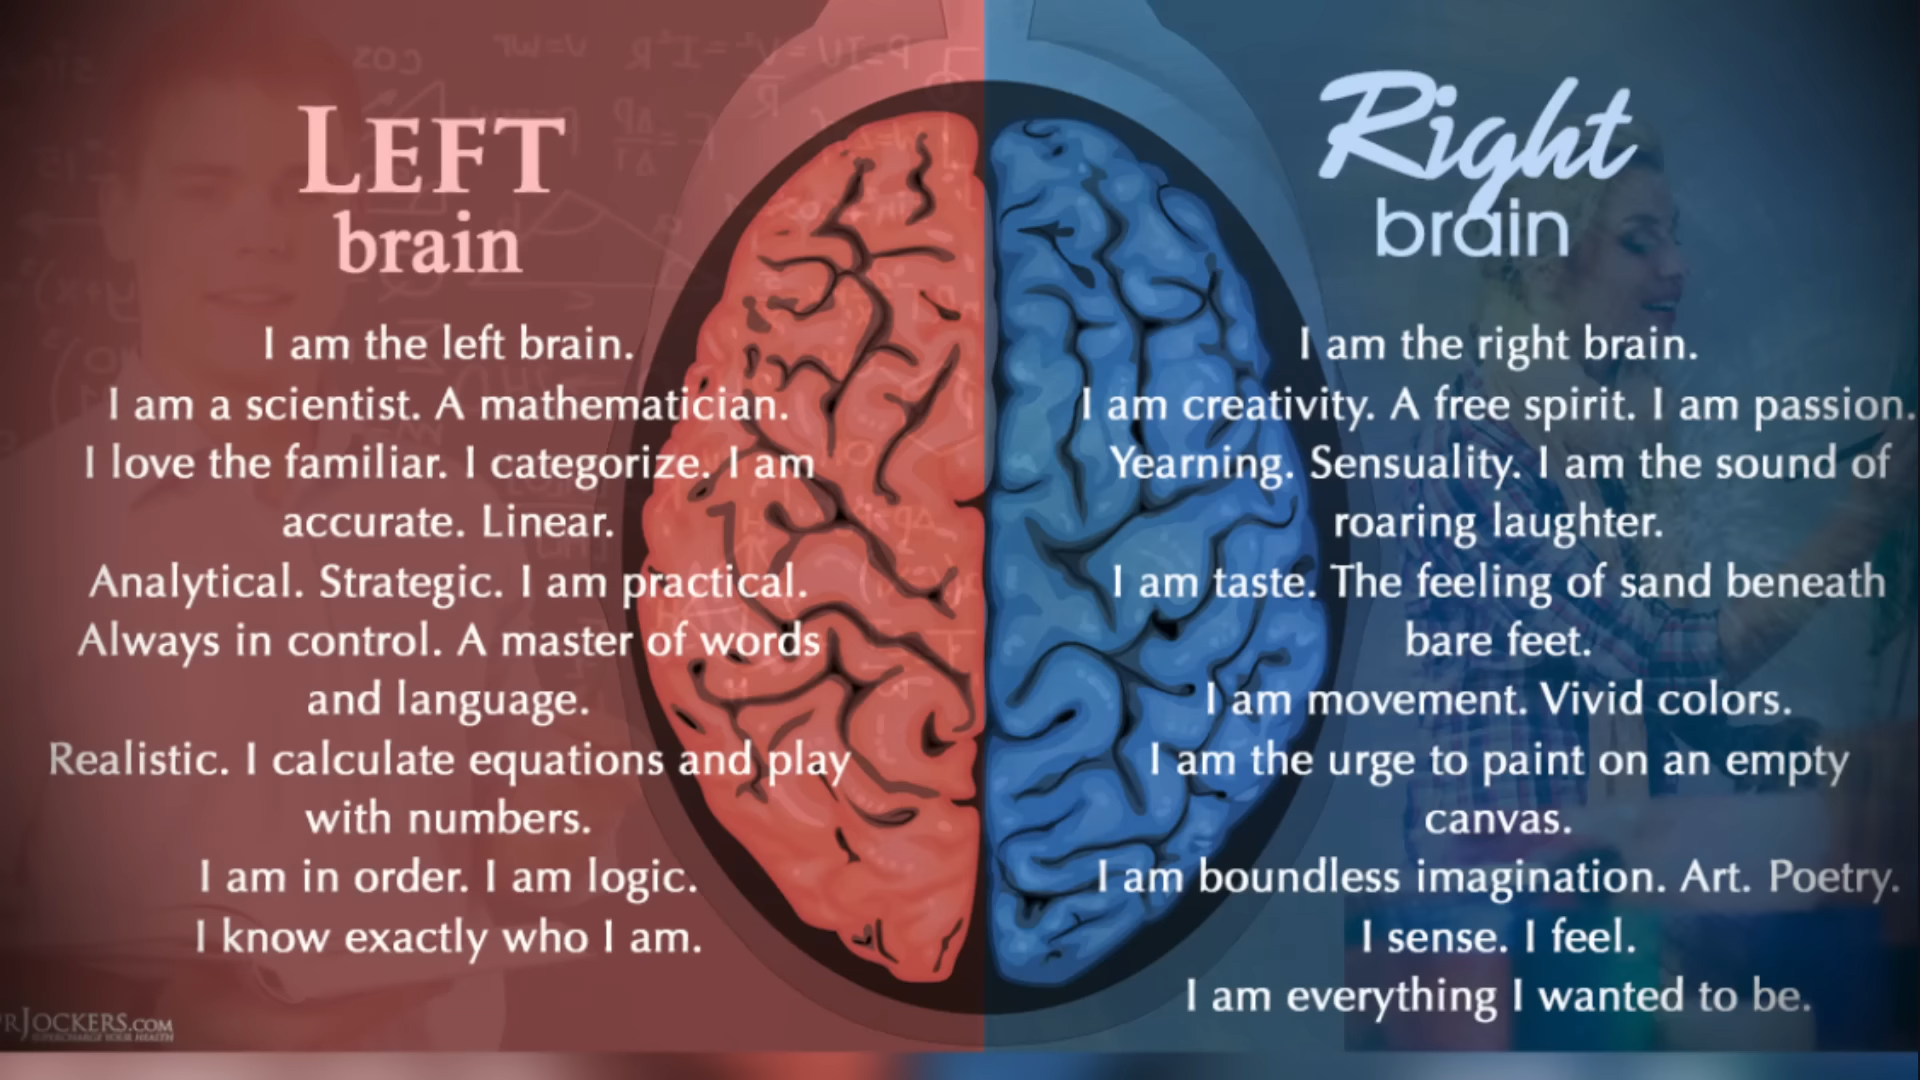 LEFT
brain
I am the left brain.
I am a scientist. A mathematician.
I love the familiar. I categorize. I am
accurate. Linear.
Analytical. Strategic. I am practical.
Always in control. A master of words
and language.
Realistic. I calculate equations and play
with numbers.
I am in order. I am logic.
I know exactly who I am.
RJOCKERS.COM
SUPERCHARGE YOUR HEALTH
Right
brain
I am the right brain.
I am creativity. A free spirit. I am passion.
Yearning. Sensuality. I am the sound of
roaring laughter.
I am taste. The feeling of sand beneath
bare feet.
I am movement. Vivid colors.
I am the urge to paint on an empty
canvas.
I am boundless imagination. Art. Poetry.
I sense. I feel.
I am everything I wanted to be.